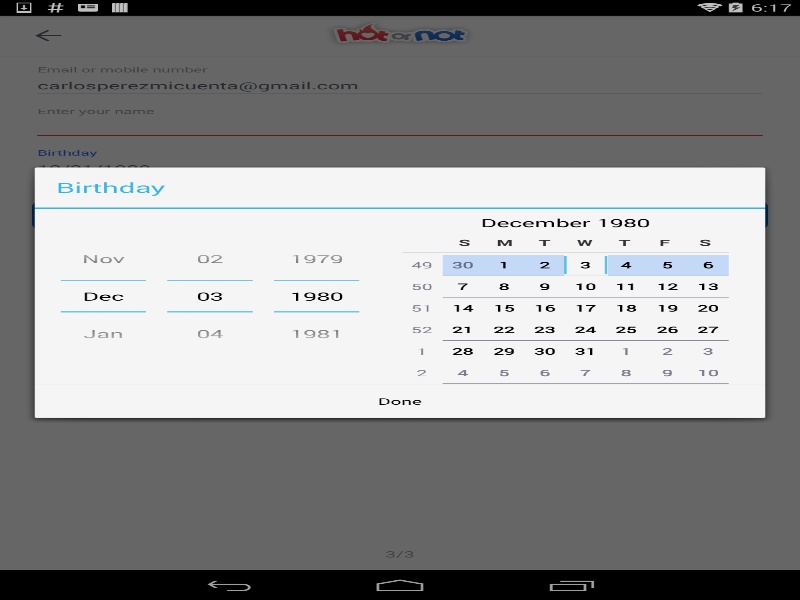 6:17
hot or not
Email or mobile number
carlosperezmicuenta@gmail.com
Enter your name
Birthday
Birthday
Nov 02 1979
Dec 03 1980
Jan 04 1981
December 1980
S M T W T F S
49 30 1 2 3 4 5 6
50 7 8 9 10 11 12 13
51 14 15 16 17 18 19 20
52 21 22 23 24 25 26 27
1 28 29 30 31 1 2 3
2 4 5 6 7 8 9 10
Done
3/3